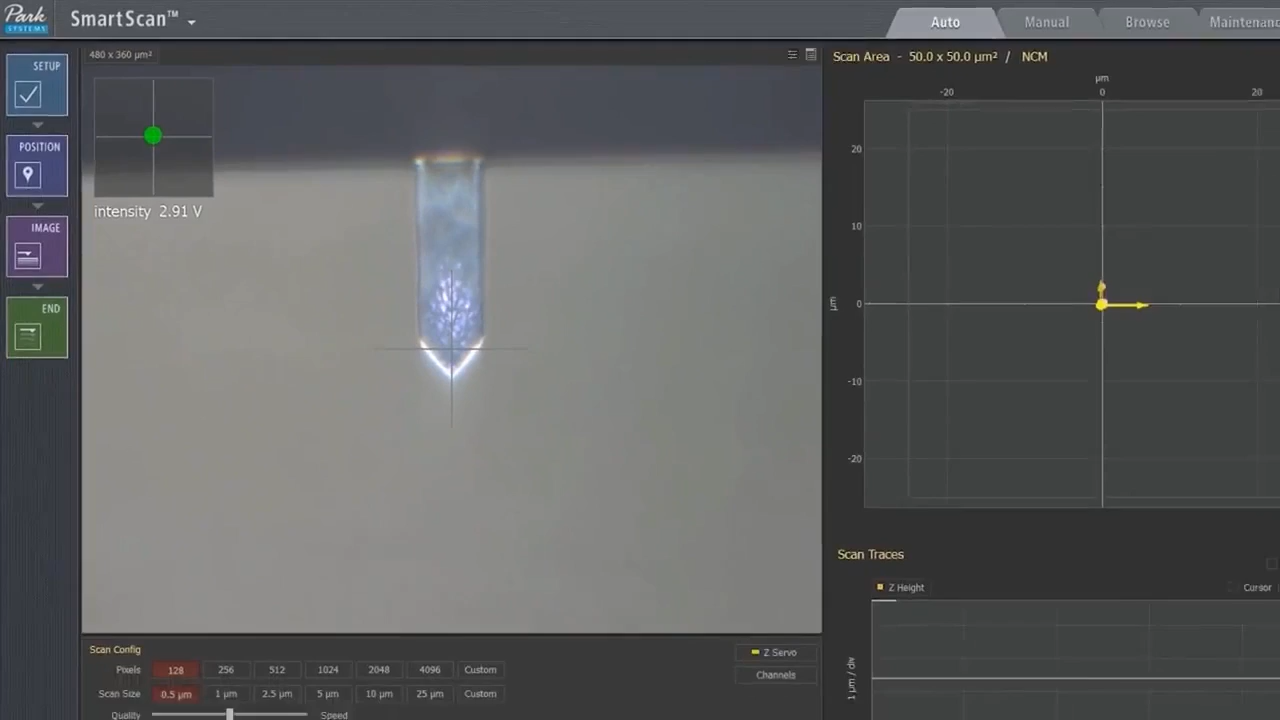 Park
SYSTEMS
SmartScan™
Auto
Manual
Browse
Maintenanc
SETUP
POSITION
IMAGE
END
480 x 360 µm²
intensity 2.91 V
Scan Area - 50.0 x 50.0 µm² / NCM
µm
-20
0
20
µm
20
10
0
-10
-20
Scan Traces
Z Height
Cursor
1 µm / div
Scan Config
Pixels
128
256
512
1024
2048
4096
Custom
Scan Size
0.5 µm
1 µm
2.5 µm
5 µm
10 µm
25 µm
Custom
Quality
Speed
Z Servo
Channels